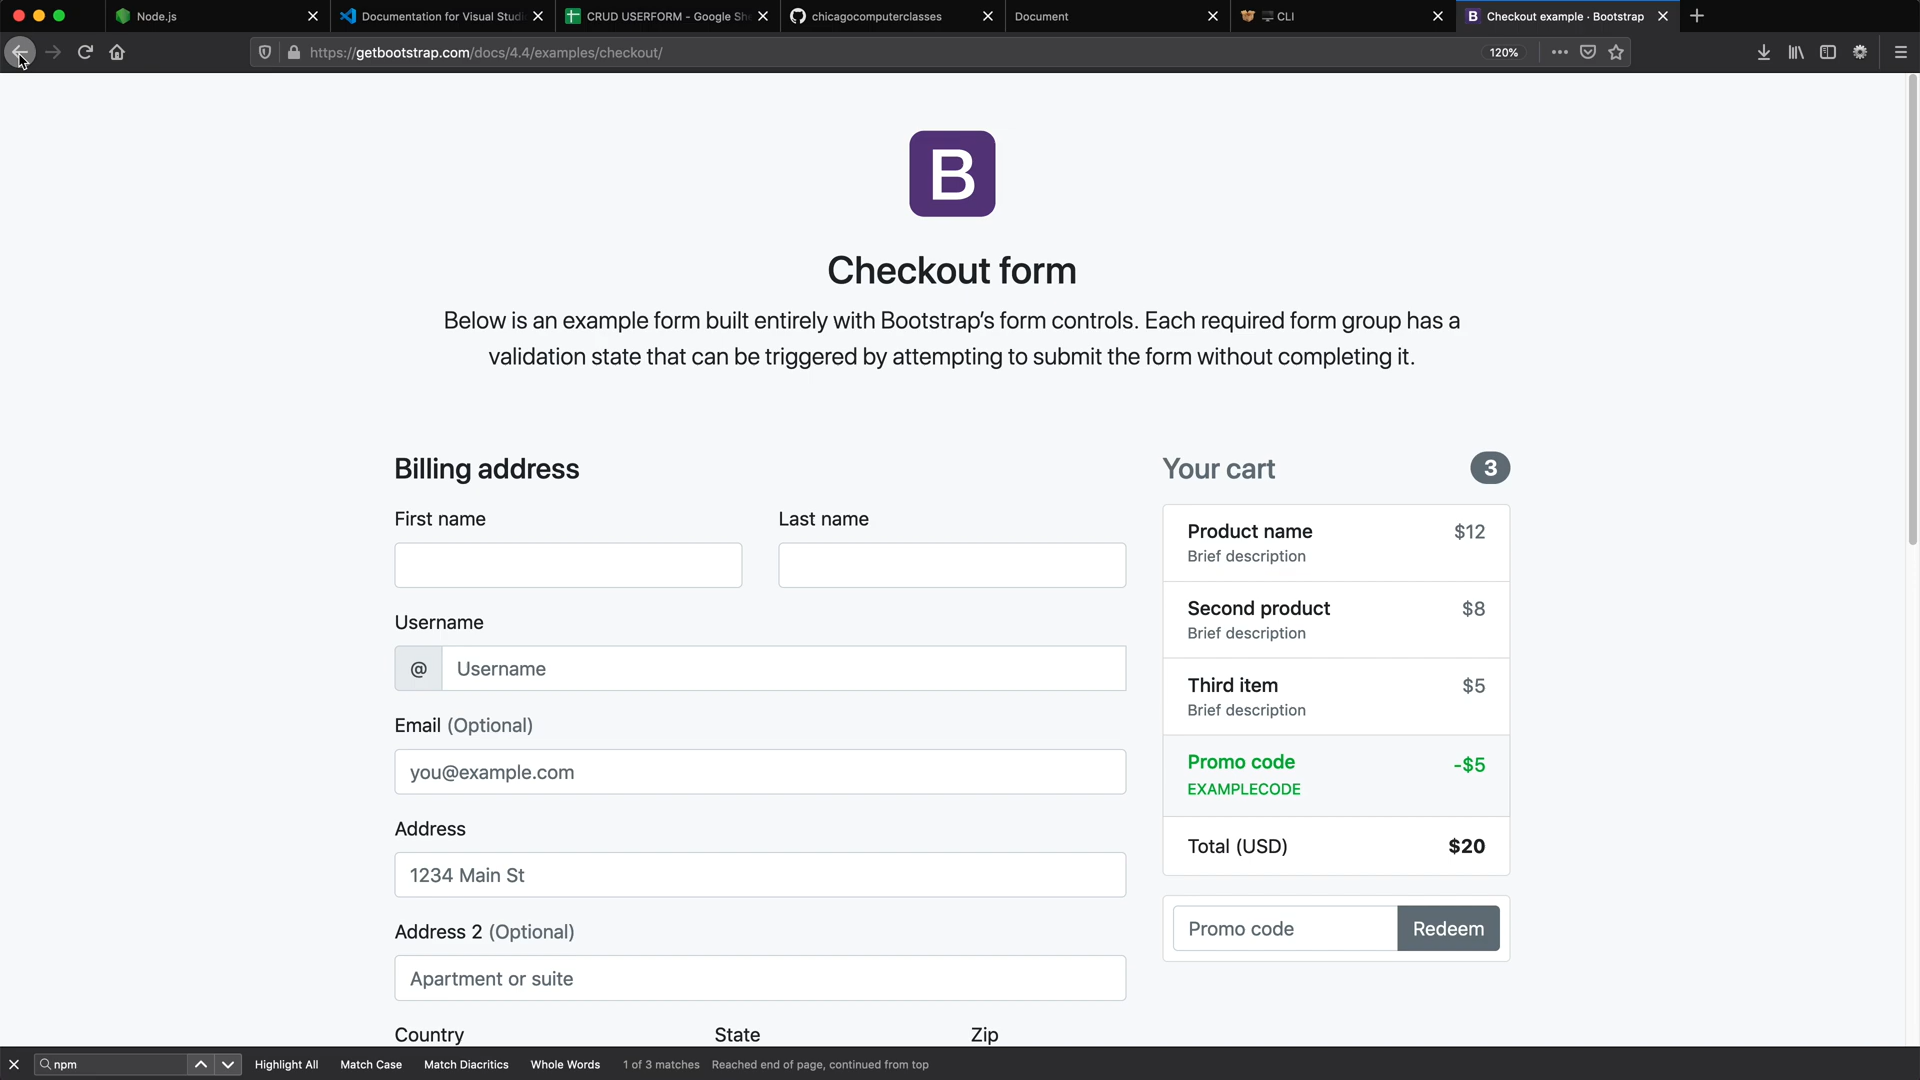 Node.js
Documentation for Visual Studi
CRUD USERFORM - Google She
chicagocomputerclasses
Document
CLI
B Checkout example · Bootstrap
https://getbootstrap.com/docs/4.4/examples/checkout/
120%
B
Checkout form
Below is an example form built entirely with Bootstrap’s form controls. Each required form group has a
validation state that can be triggered by attempting to submit the form without completing it.
Billing address
First name
Last name
Username
@
Username
Email (Optional)
you@example.com
Address
1234 Main St
Address 2 (Optional)
Apartment or suite
Country
State
Zip
Your cart
3
Product name
$12
Brief description
Second product
$8
Brief description
Third item
$5
Brief description
Promo code
-$5
EXAMPLECODE
Total (USD)
$20
Promo code
Redeem
npm
Highlight All
Match Case
Match Diacritics
Whole Words
1 of 3 matches
Reached end of page, continued from top